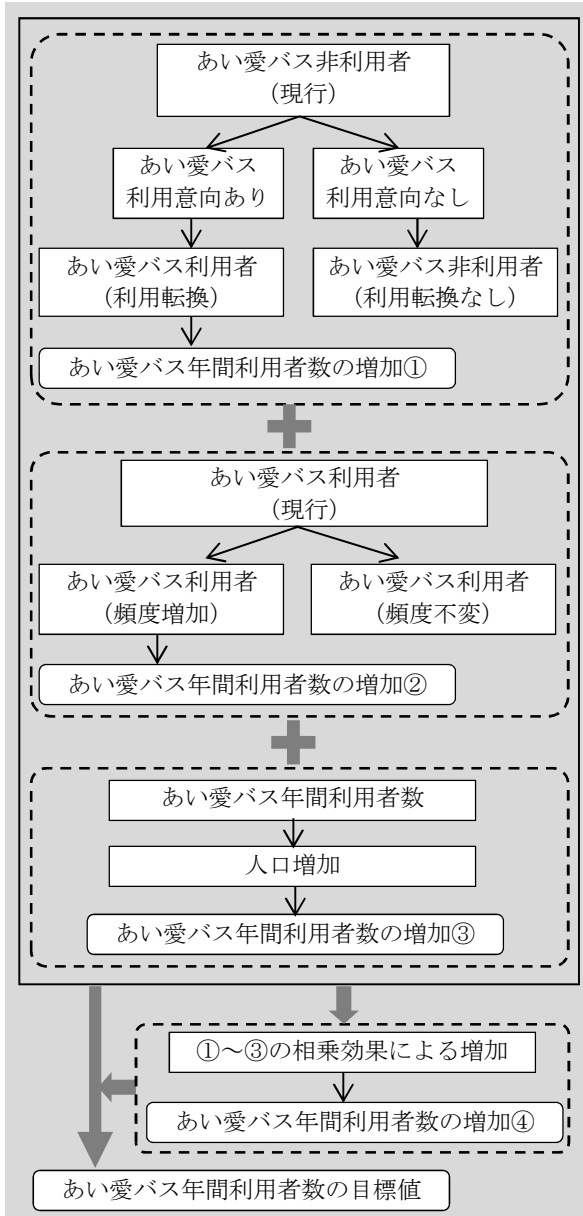 あい愛バス非利用者
（現行）
あい愛バス
利用意向あり
あい愛バス
利用意向なし
あい愛バス利用者
（利用転換）
あい愛バス非利用者
（利用転換なし）
あい愛バス年間利用者数の増加①
あい愛バス利用者
（現行）
あい愛バス利用者
（頻度増加）
あい愛バス利用者
（頻度不変）
あい愛バス年間利用者数の増加②
あい愛バス年間利用者数
人口増加
あい愛バス年間利用者数の増加③
①～③の相乗効果による増加
あい愛バス年間利用者数の増加④
あい愛バス年間利用者数の目標値